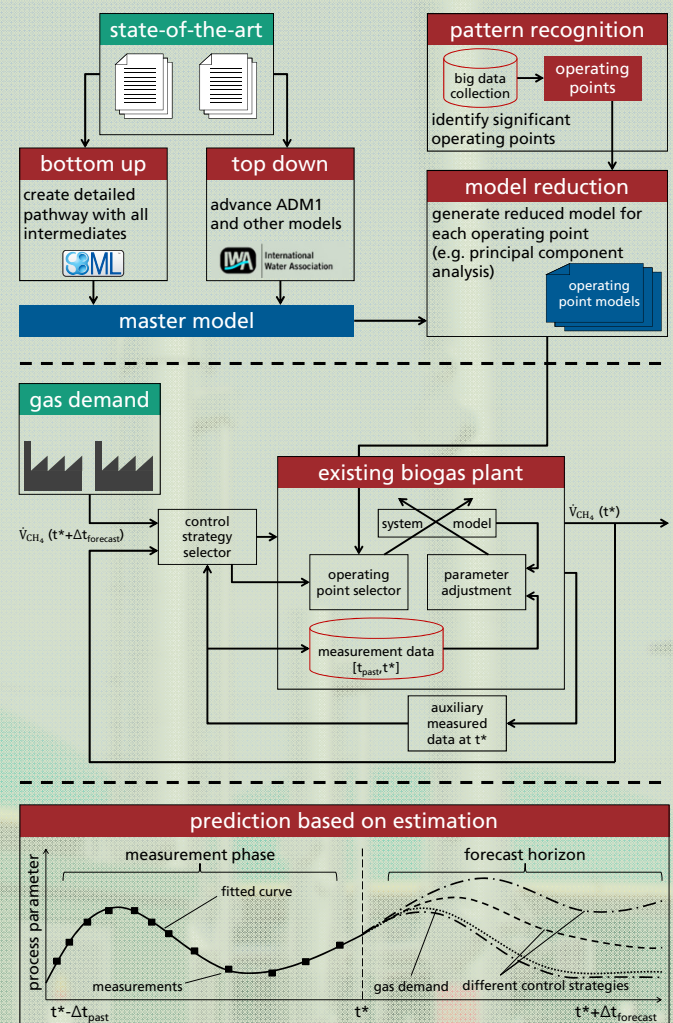 state-of-the-art
pattern recognition
big data
collection
operating
points
identify significant
operating points
bottom up
create detailed
pathway with all
intermediates
SBML
top down
advance ADM1
and other models
IWA
International
Water Association
model reduction
generate reduced model for
each operating point
(e.g. principal component
analysis)
operating
point models
master model
gas demand
V̇CH₄ (t*+Δtforecast)
control
strategy
selector
existing biogas plant
system
model
operating
point selector
parameter
adjustment
measurement data
[tpast,t*]
V̇CH₄ (t*)
auxiliary
measured
data at t*
prediction based on estimation
process parameter
measurement phase
forecast horizon
fitted curve
measurements
gas demand
different control strategies
t*-Δtpast
t*
t*+Δtforecast